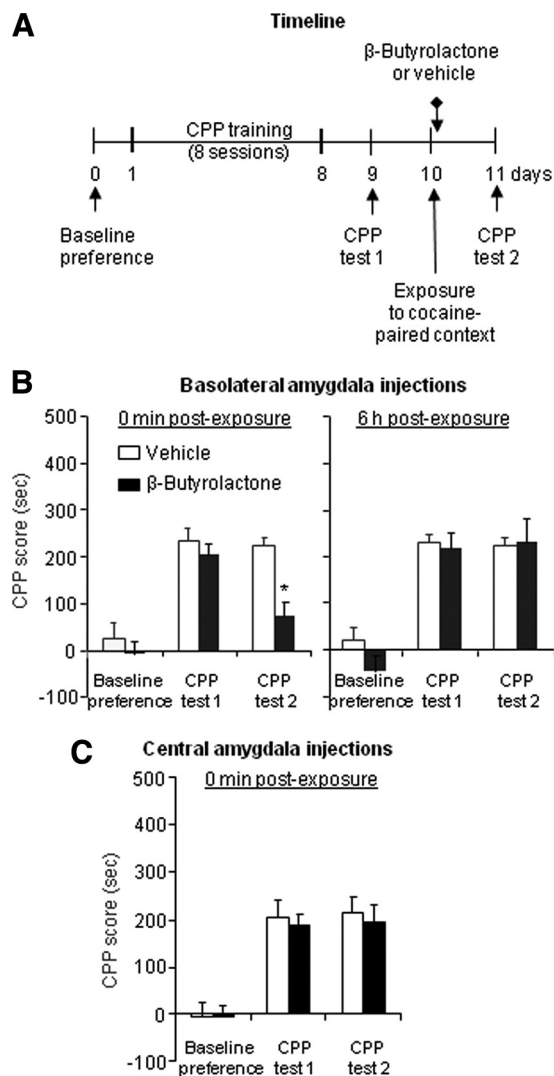 A
Timeline
β-Butyrolactone
or vehicle
CPP training
(8 sessions)
0 1 8 9 10 11 days
Baseline
preference
CPP
test 1
CPP
test 2
Exposure
to cocaine-
paired context
B
Basolateral amygdala injections
0 min post-exposure
6 h post-exposure
Vehicle
β-Butyrolactone
CPP score (sec)
500
400
300
200
100
0
-100
*
Baseline
preference
CPP
test 1
CPP
test 2
Baseline
preference
CPP
test 1
CPP
test 2
C
Central amygdala injections
0 min post-exposure
CPP score (sec)
500
400
300
200
100
0
-100
Baseline
preference
CPP
test 1
CPP
test 2